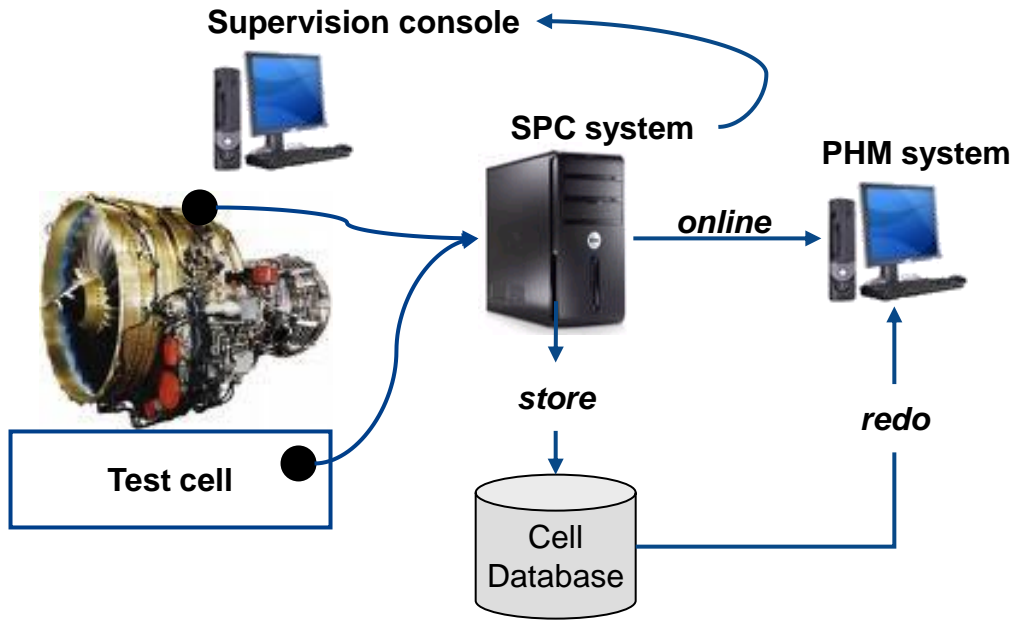 Supervision console
SPC system
PHM system
online
store
redo
Test cell
Cell
Database